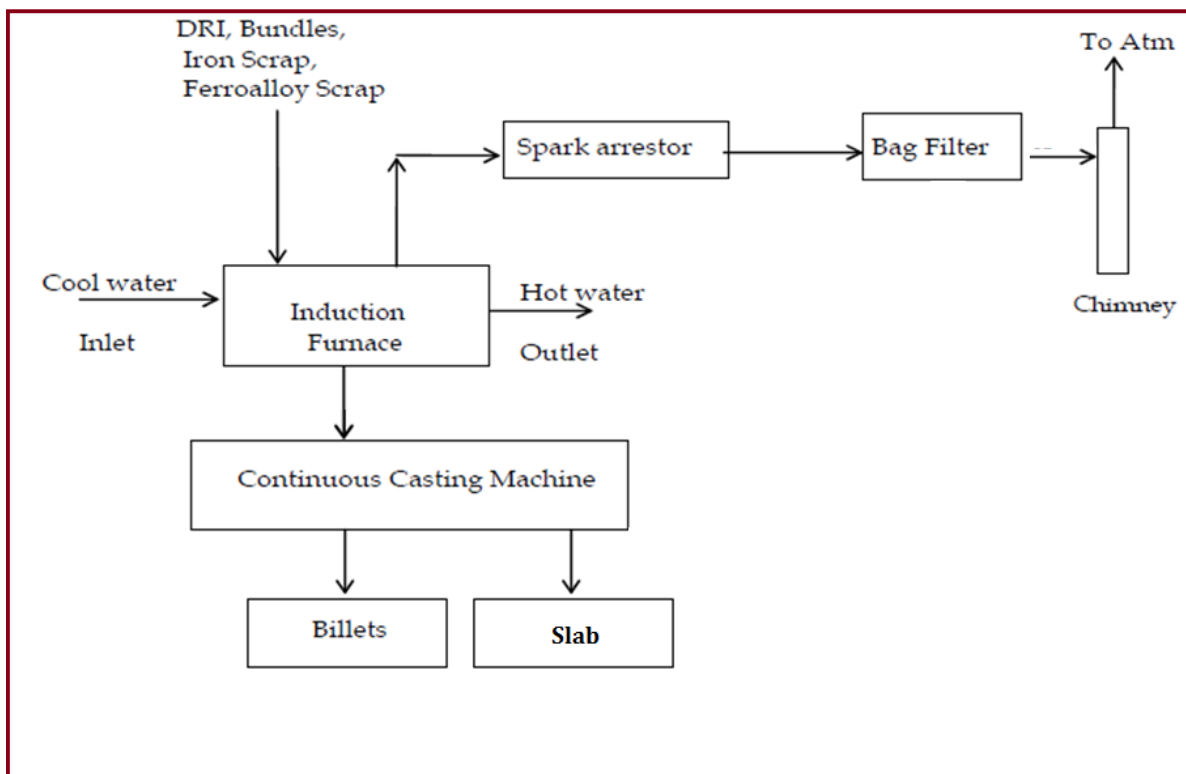 DRI, Bundles,
Iron Scrap,
Ferroalloy Scrap
To Atm
Spark arrestor
Bag Filter
Cool water
Inlet
Induction
Furnace
Hot water
Outlet
Chimney
Continuous Casting Machine
Billets
Slab